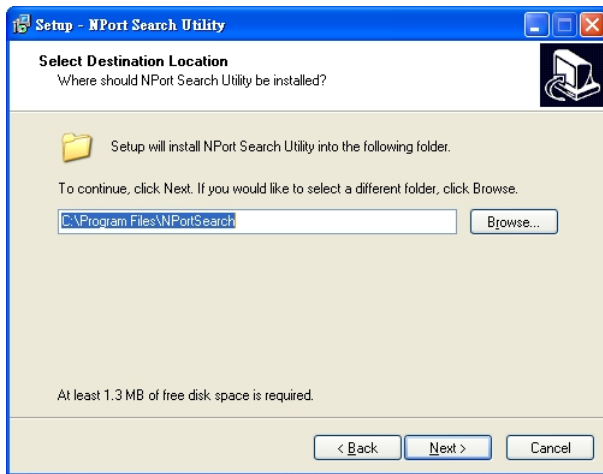 Setup - NPort Search Utility
Select Destination Location
Where should NPort Search Utility be installed?
Setup will install NPort Search Utility into the following folder.
To continue, click Next. If you would like to select a different folder, click Browse.
C:\Program Files\NPortSearch
Browse...
At least 1.3 MB of free disk space is required.
< Back
Next >
Cancel